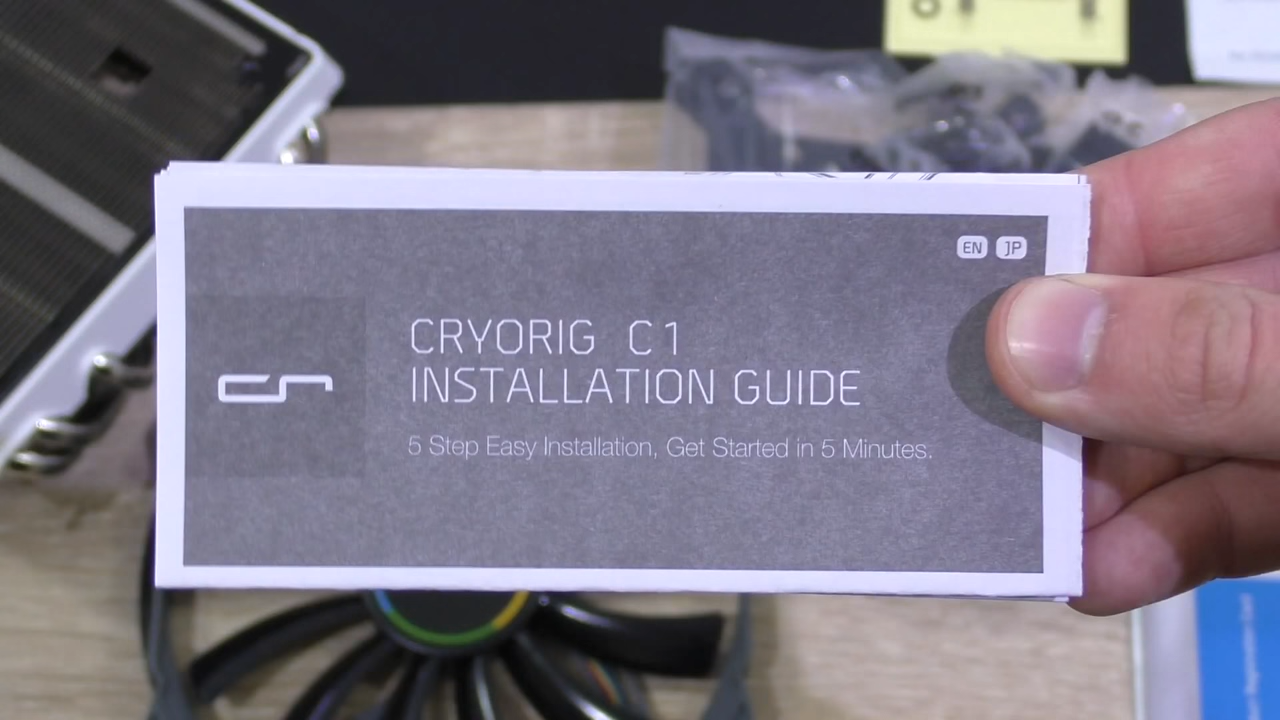 EN JP
CRYORIG C1
INSTALLATION GUIDE
5 Step Easy Installation, Get Started in 5 Minutes.